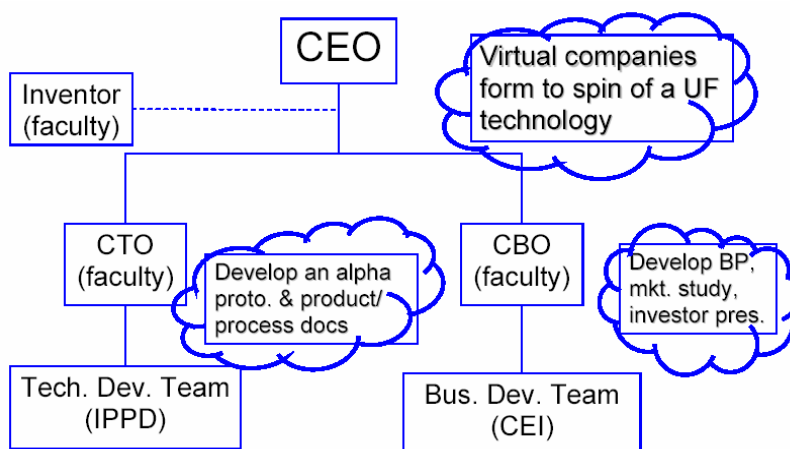 CEO
Virtual companies
form to spin of a UF
technology
Inventor
(faculty)
CTO
(faculty)
Develop an alpha
proto. & product/
process docs
CBO
(faculty)
Develop BP,
mkt. study,
investor pres.
Tech. Dev. Team
(IPPD)
Bus. Dev. Team
(CEI)